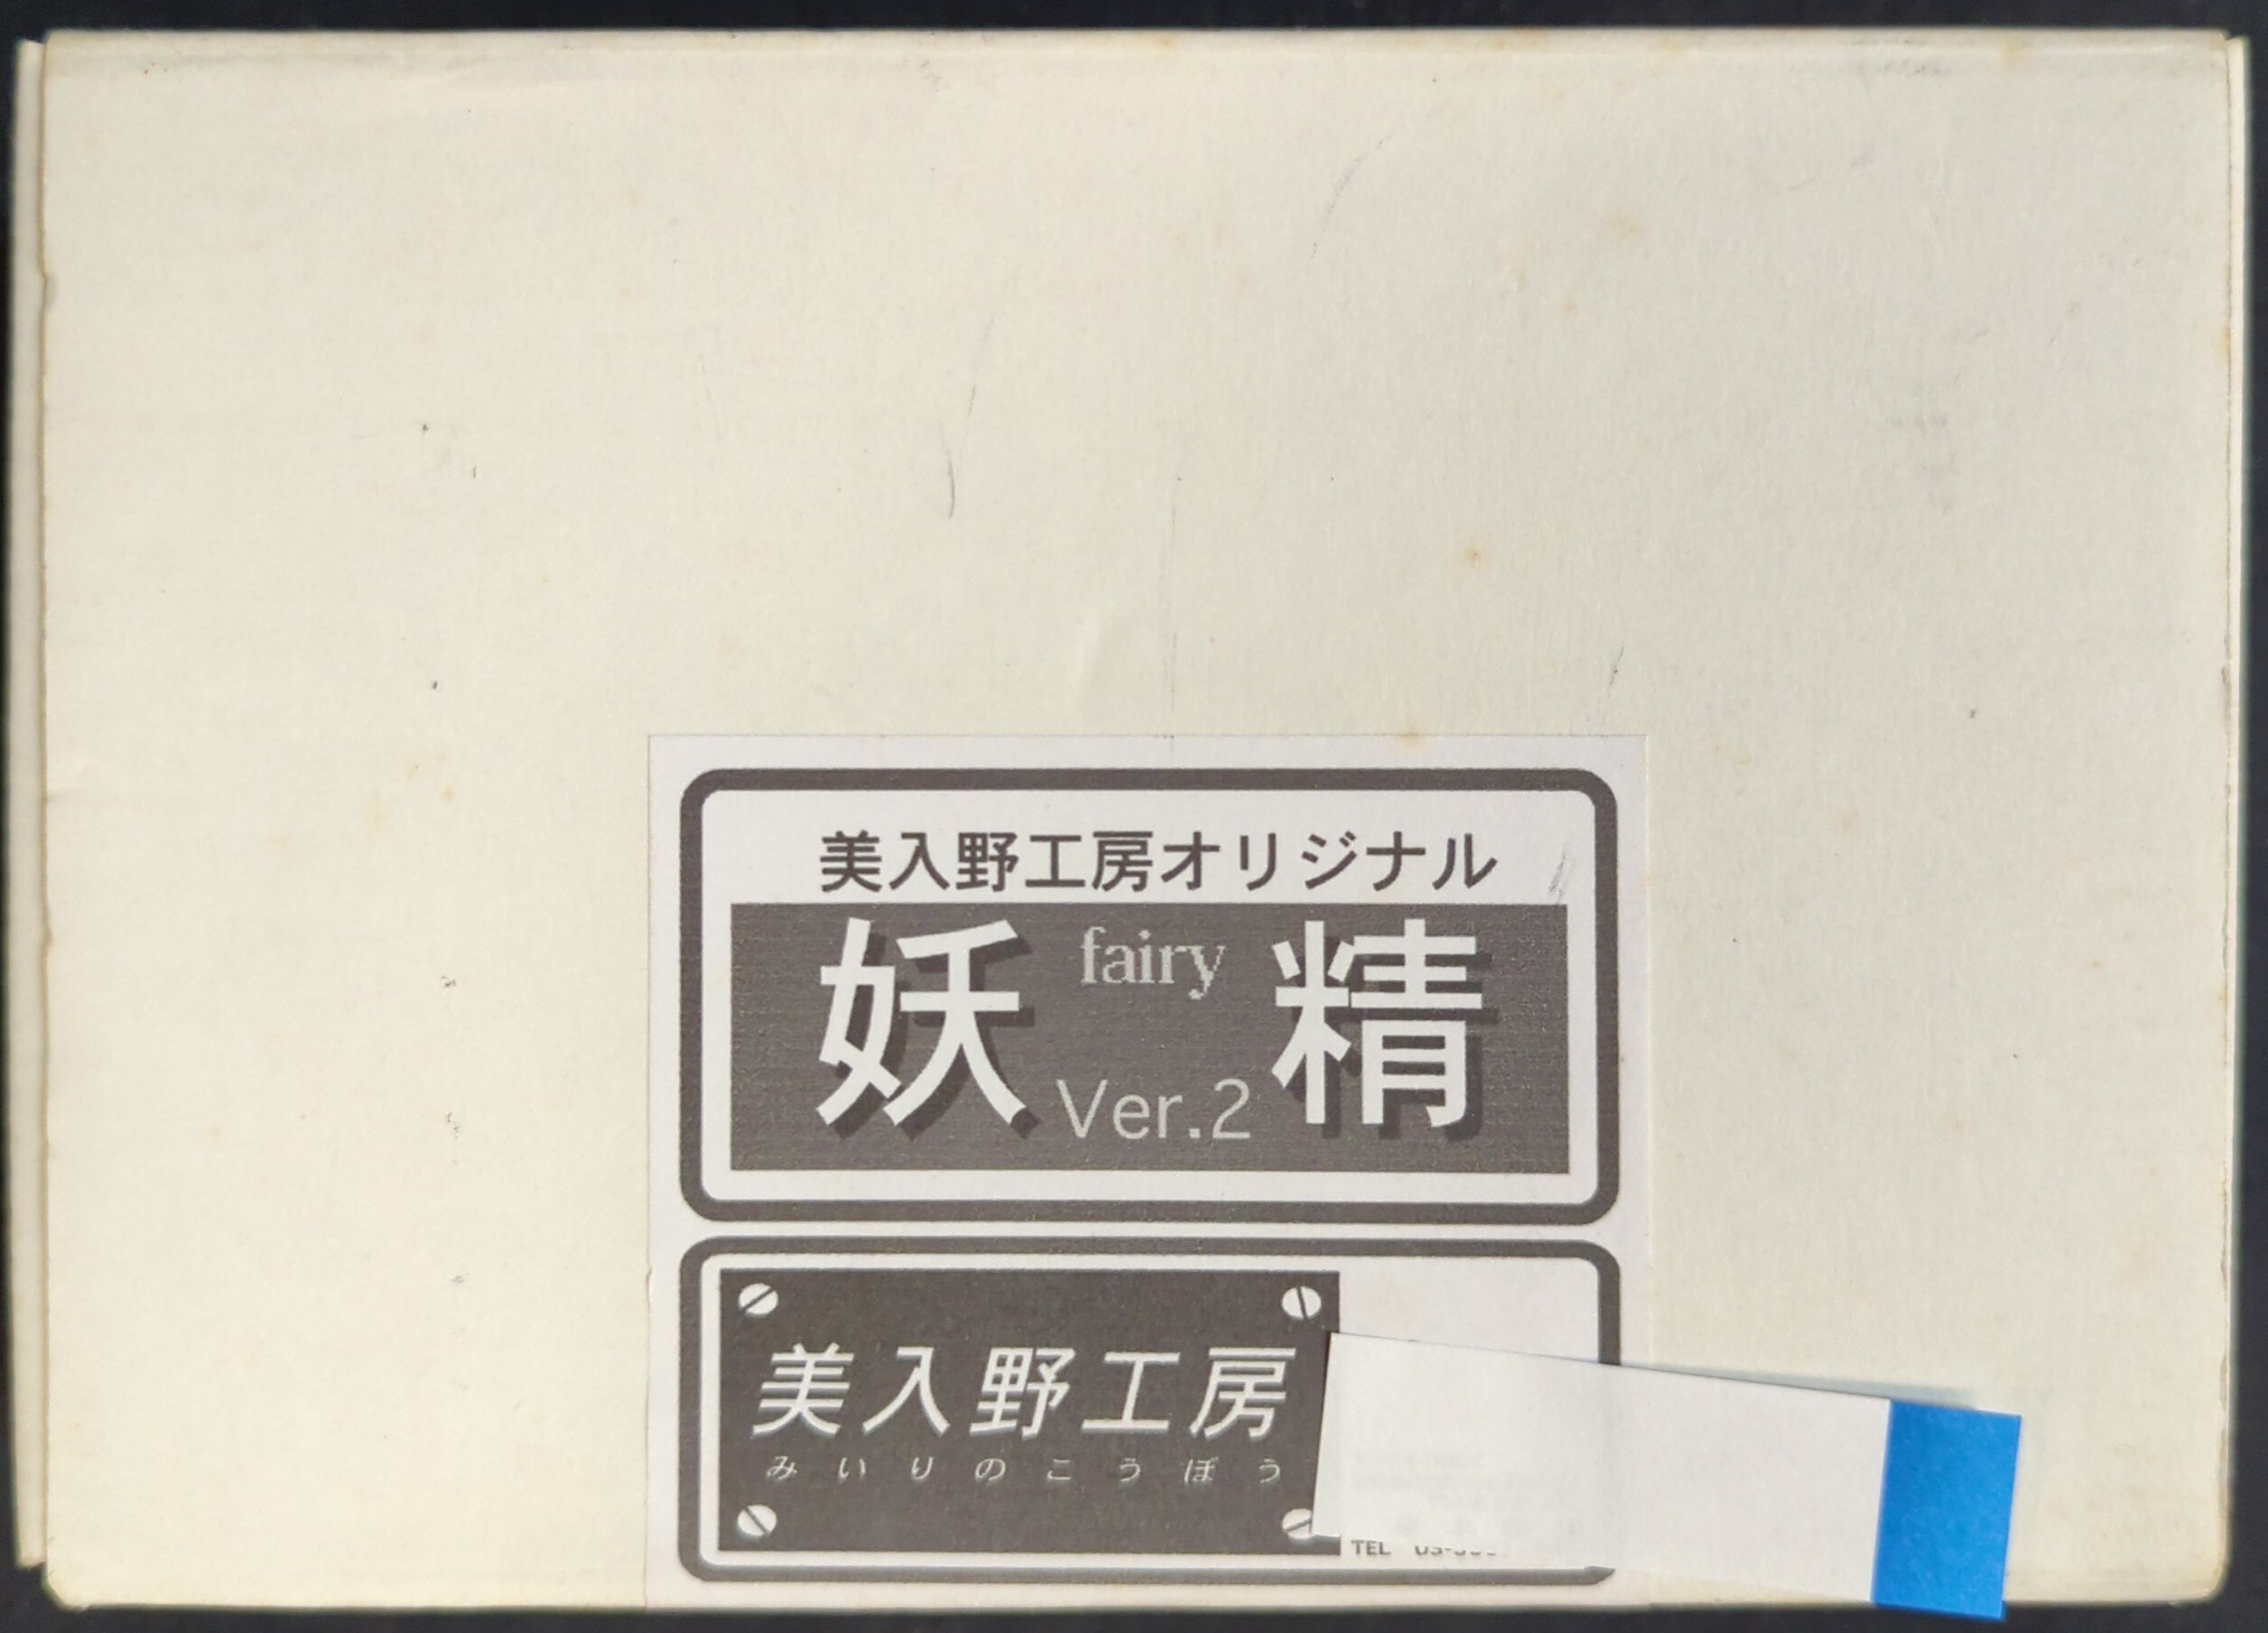 美入野工房オリジナル
妖精
fairy
Ver.2
美入野工房
みいりのこうぼう
TEL